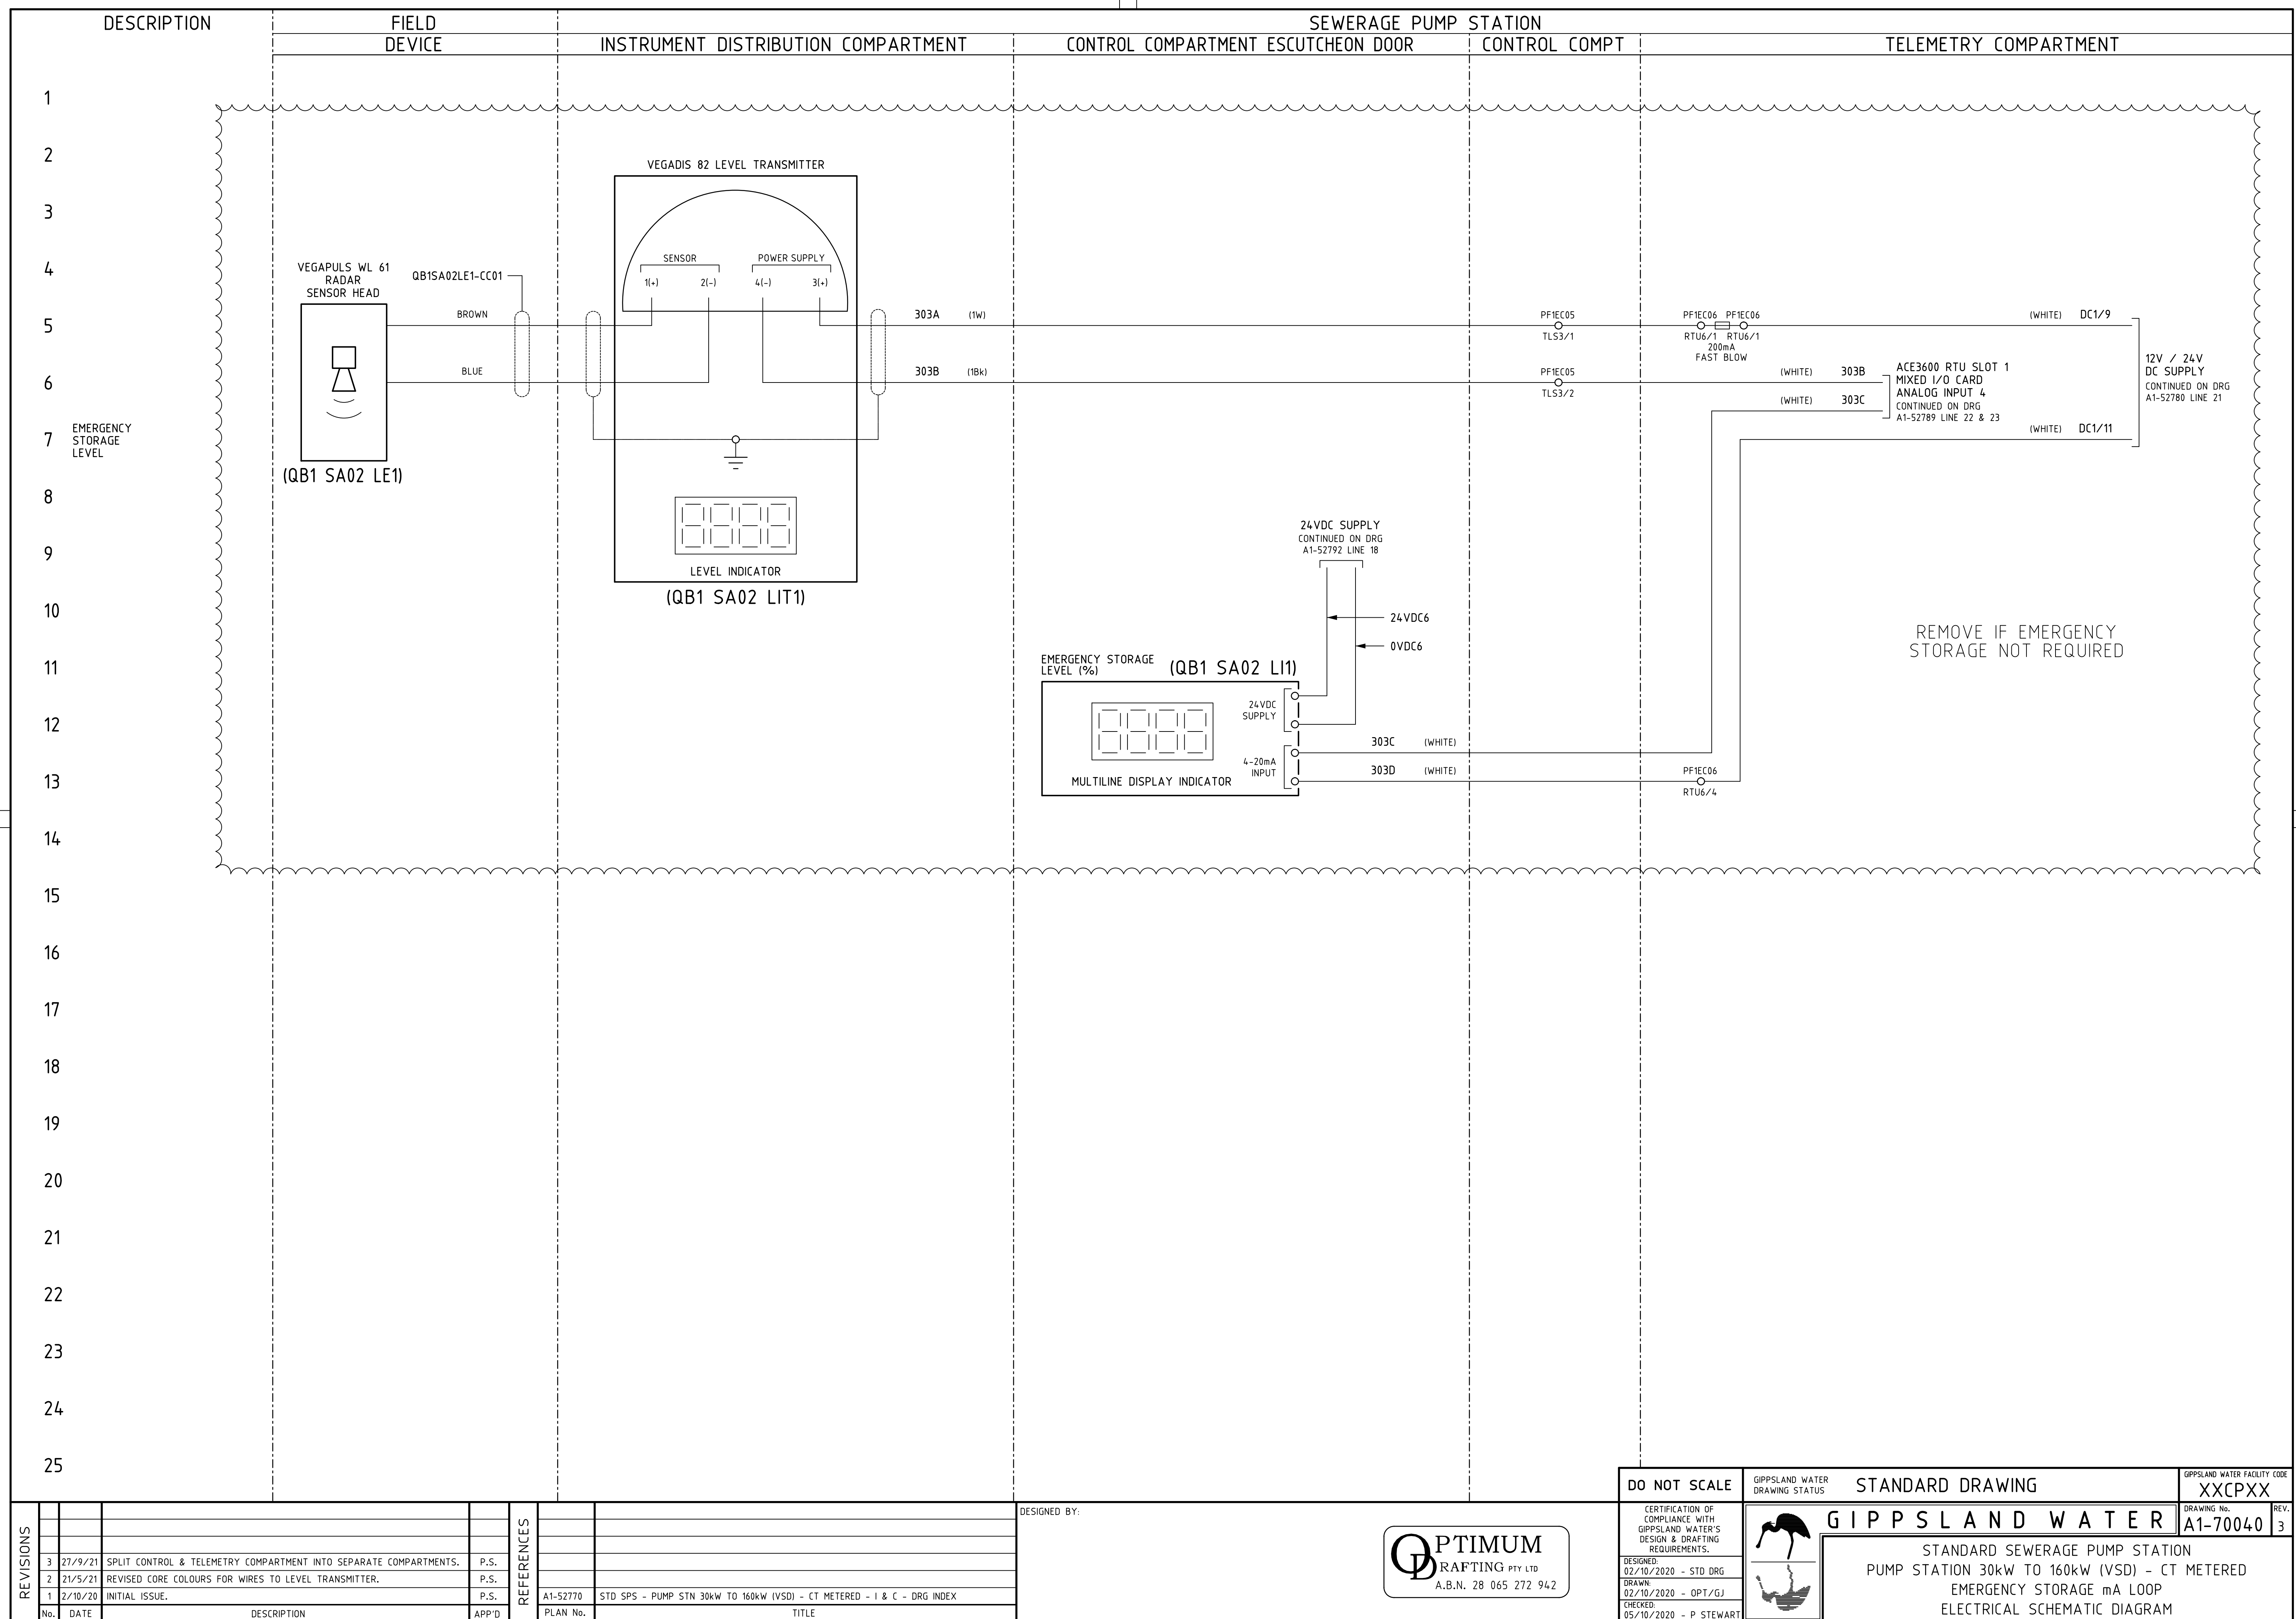 DESCRIPTION
FIELD
DEVICE
SEWERAGE PUMP STATION
INSTRUMENT DISTRIBUTION COMPARTMENT
CONTROL COMPARTMENT ESCUTCHEON DOOR
CONTROL COMPT
TELEMETRY COMPARTMENT
1
2
3
4
5
6
7
8
9
10
11
12
13
14
15
16
17
18
19
20
21
22
23
24
25
EMERGENCY
STORAGE
LEVEL
VEGAPULS WL 61
RADAR
SENSOR HEAD
(QB1 SA02 LE1)
QB1SA02LE1-CC01
BROWN
BLUE
VEGADIS 82 LEVEL TRANSMITTER
SENSOR
POWER SUPPLY
1(+)
2(-)
4(-)
3(+)
LEVEL INDICATOR
(QB1 SA02 LIT1)
303A (1W)
303B (1Bk)
24VDC SUPPLY
CONTINUED ON DRG
A1-52792 LINE 18
24VDC6
0VDC6
EMERGENCY STORAGE
LEVEL (%)
(QB1 SA02 LI1)
24VDC
SUPPLY
4-20mA
INPUT
MULTILINE DISPLAY INDICATOR
303C (WHITE)
303D (WHITE)
PF1EC05
TLS3/1
PF1EC05
TLS3/2
PF1EC06 PF1EC06
RTU6/1 RTU6/1
200mA
FAST BLOW
(WHITE) DC1/9
(WHITE) 303B
(WHITE) 303C
ACE3600 RTU SLOT 1
MIXED I/O CARD
ANALOG INPUT 4
CONTINUED ON DRG
A1-52789 LINE 22 & 23
(WHITE) DC1/11
12V / 24V
DC SUPPLY
CONTINUED ON DRG
A1-52780 LINE 21
PF1EC06
RTU6/4
REMOVE IF EMERGENCY
STORAGE NOT REQUIRED
REVISIONS
3 27/9/21 SPLIT CONTROL & TELEMETRY COMPARTMENT INTO SEPARATE COMPARTMENTS. P.S.
2 21/5/21 REVISED CORE COLOURS FOR WIRES TO LEVEL TRANSMITTER. P.S.
1 2/10/20 INITIAL ISSUE. P.S.
No. DATE DESCRIPTION APP'D
REFERENCES
A1-52770 STD SPS - PUMP STN 30kW TO 160kW (VSD) - CT METERED - I & C - DRG INDEX
PLAN No. TITLE
DESIGNED BY:
OPTIMUM
DRAFTING PTY LTD
A.B.N. 28 065 272 942
DO NOT SCALE
GIPPSLAND WATER
DRAWING STATUS
STANDARD DRAWING
GIPPSLAND WATER FACILITY CODE
XXCPXX
CERTIFICATION OF
COMPLIANCE WITH
GIPPSLAND WATER'S
DESIGN & DRAFTING
REQUIREMENTS.
DESIGNED:
02/10/2020 - STD DRG
DRAWN:
02/10/2020 - OPT/GJ
CHECKED:
05/10/2020 - P STEWART
GIPPSLAND WATER
DRAWING No.
A1-70040
REV.
3
STANDARD SEWERAGE PUMP STATION
PUMP STATION 30kW TO 160kW (VSD) - CT METERED
EMERGENCY STORAGE mA LOOP
ELECTRICAL SCHEMATIC DIAGRAM